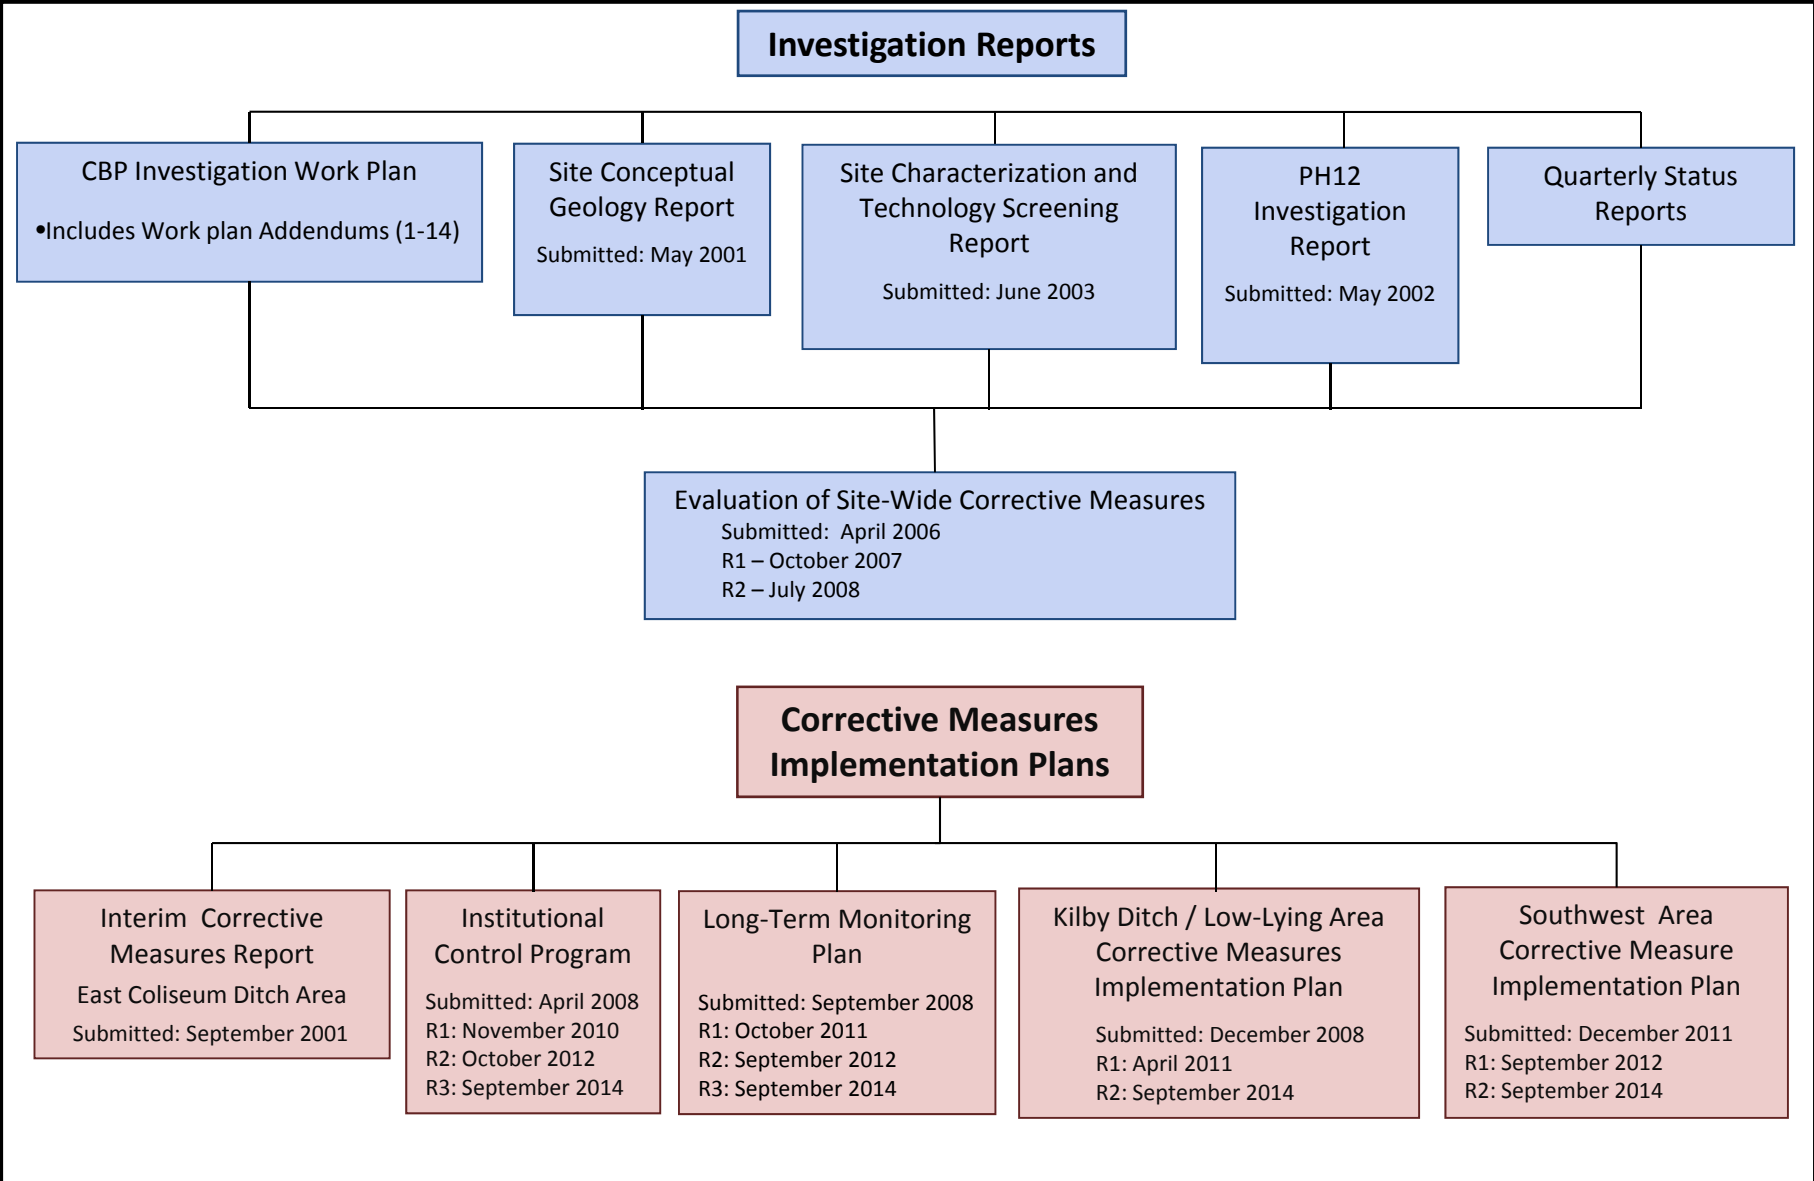 Investigation Reports
CBP Investigation Work Plan
•Includes Work plan Addendums (1-14)
Site Conceptual
Geology Report
Submitted: May 2001
Site Characterization and
Technology Screening
Report
Submitted: June 2003
PH12
Investigation
Report
Submitted: May 2002
Quarterly Status
Reports
Evaluation of Site-Wide Corrective Measures
Submitted: April 2006
R1 – October 2007
R2 – July 2008
Corrective Measures
Implementation Plans
Interim Corrective
Measures Report
East Coliseum Ditch Area
Submitted: September 2001
Institutional
Control Program
Submitted: April 2008
R1: November 2010
R2: October 2012
R3: September 2014
Long-Term Monitoring
Plan
Submitted: September 2008
R1: October 2011
R2: September 2012
R3: September 2014
Kilby Ditch / Low-Lying Area
Corrective Measures
Implementation Plan
Submitted: December 2008
R1: April 2011
R2: September 2014
Southwest Area
Corrective Measure
Implementation Plan
Submitted: December 2011
R1: September 2012
R2: September 2014